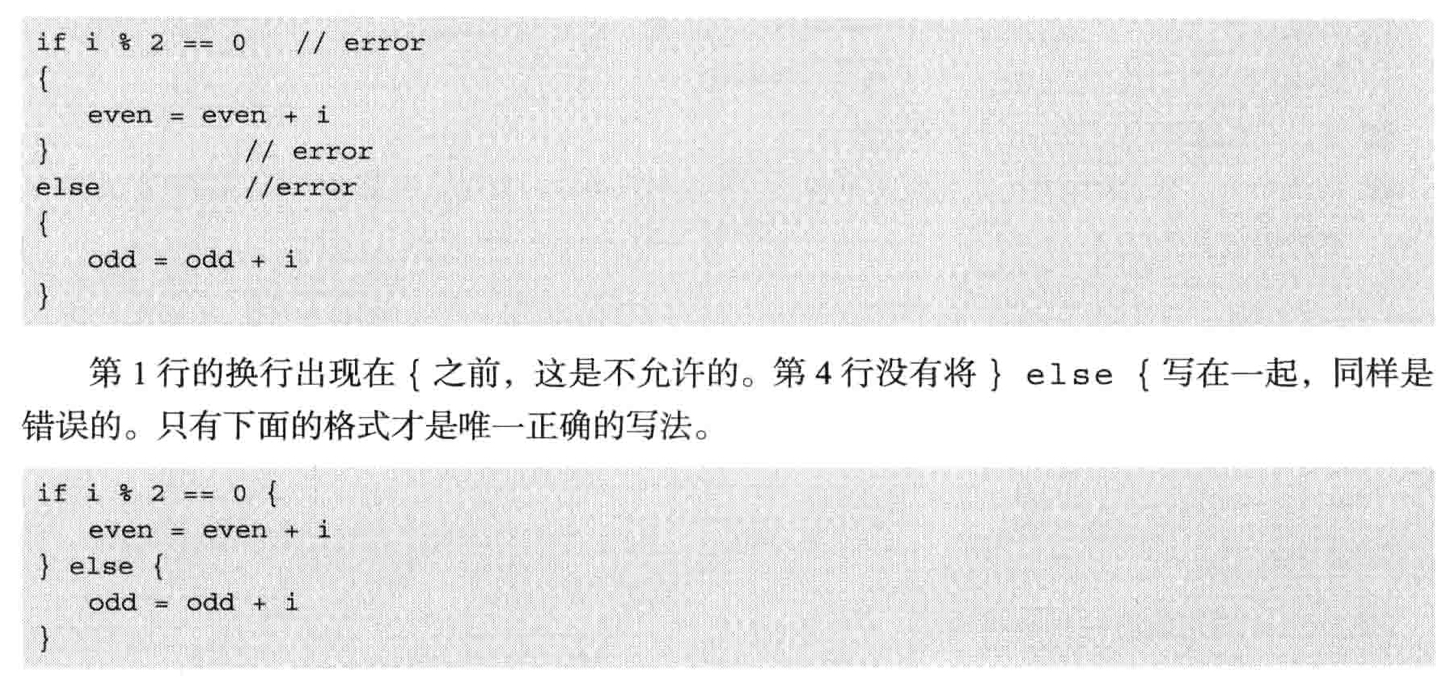 if i % 2 == 0   // error
{
   even = even + i
}            // error
else         //error
{
   odd = odd + i
}
第 1 行的换行出现在 { 之前，这是不允许的。第 4 行没有将 } else { 写在一起，同样是
错误的。只有下面的格式才是唯一正确的写法。
if i % 2 == 0 {
   even = even + i
} else {
   odd = odd + i
}